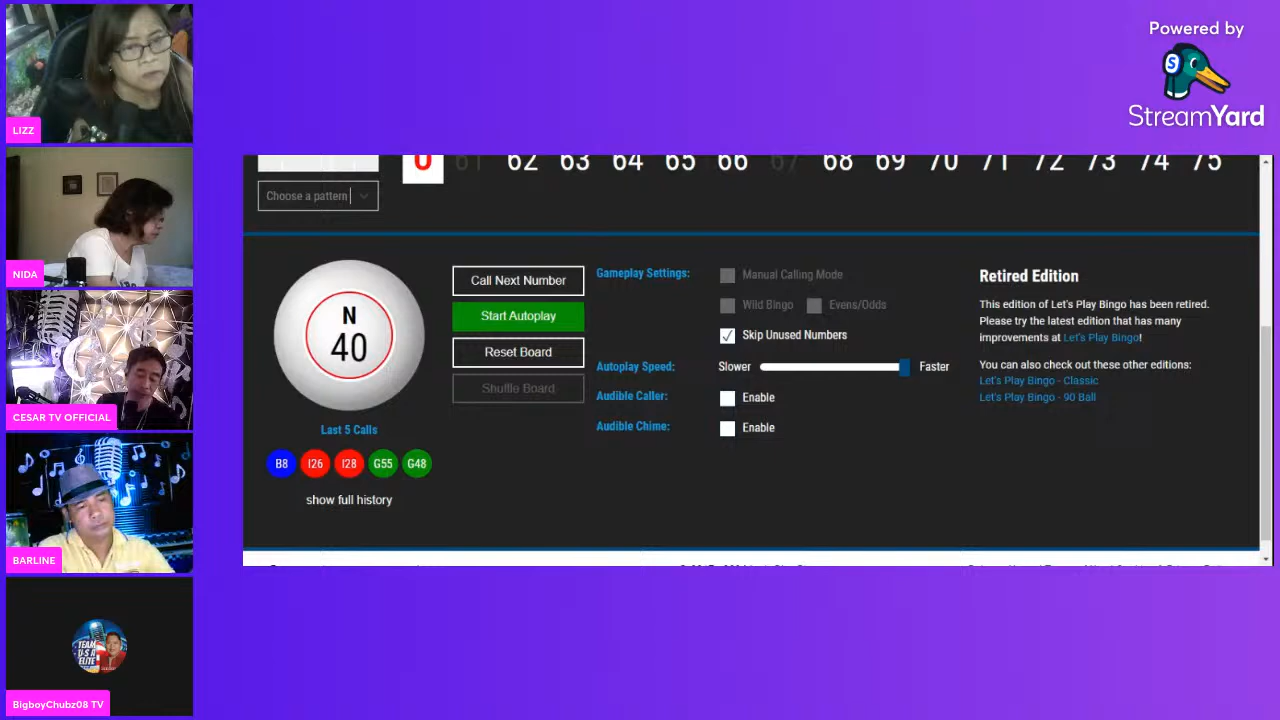 LIZZ
NIDA
CESAR TV OFFICIAL
BARLINE
TEAM
U-S A
ELITE
BigboyChubz08 TV
Powered by
S
StreamYard
O 61 62 63 64 65 66 67 68 69 70 71 72 73 74 75
Choose a pattern
N
40
Last 5 Calls
B8 I26 I28 G55 G48
show full history
Call Next Number
Start Autoplay
Reset Board
Shuffle Board
Gameplay Settings:
Manual Calling Mode
Wild Bingo Evens/Odds
Skip Unused Numbers
Autoplay Speed: Slower Faster
Audible Caller: Enable
Audible Chime: Enable
Retired Edition
This edition of Let's Play Bingo has been retired.
Please try the latest edition that has many
improvements at Let's Play Bingo!
You can also check out these other editions:
Let's Play Bingo - Classic
Let's Play Bingo - 90 Ball